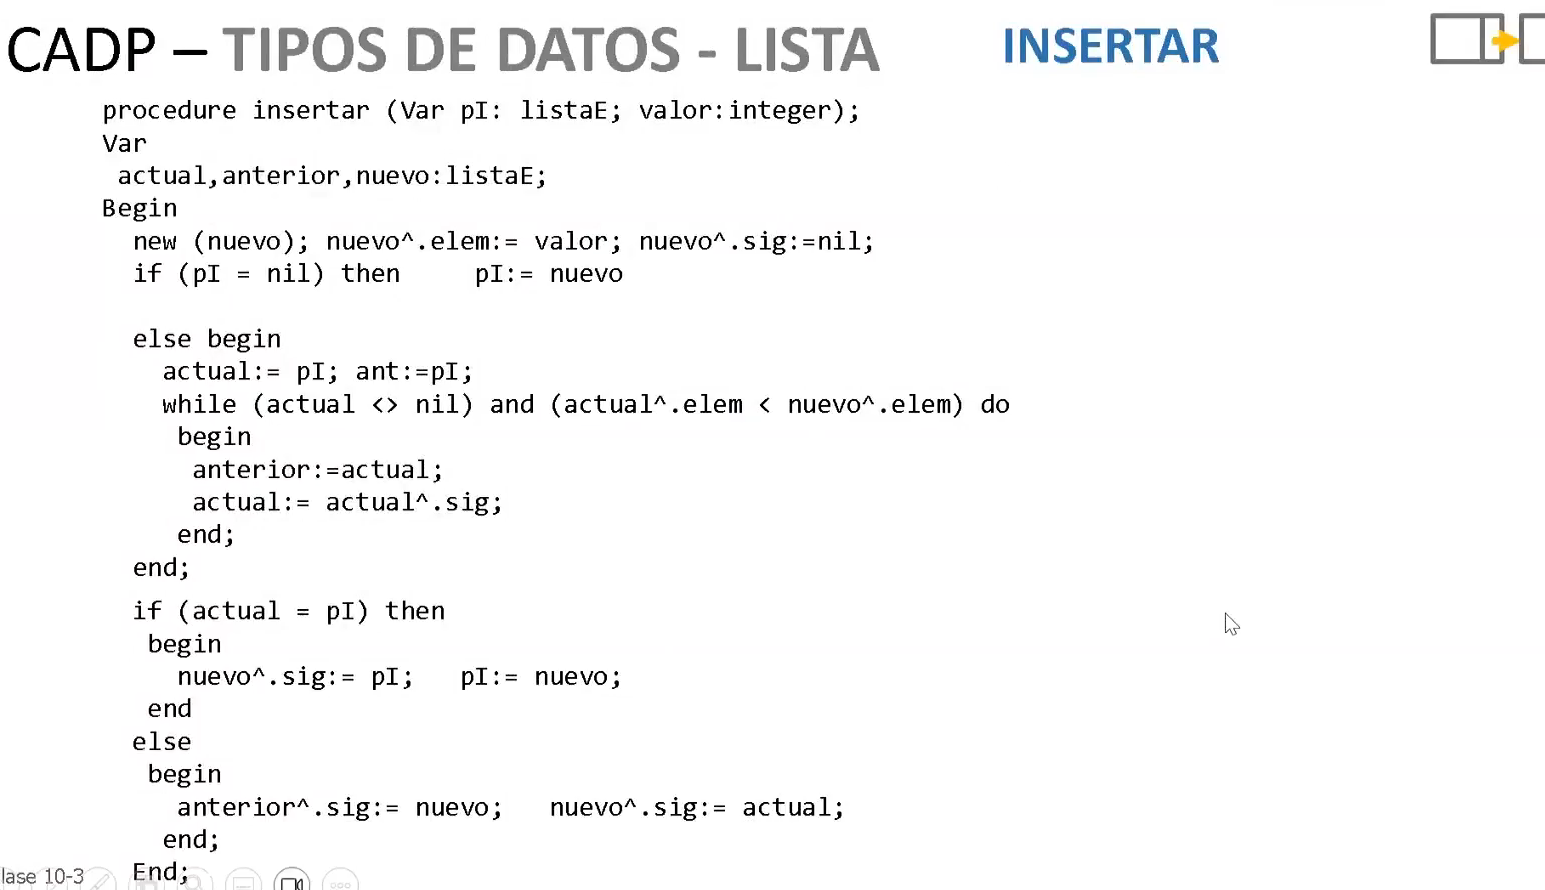 CADP – TIPOS DE DATOS - LISTA INSERTAR
procedure insertar (Var pI: listaE; valor:integer);
Var
actual,anterior,nuevo:listaE;
Begin
new (nuevo); nuevo^.elem:= valor; nuevo^.sig:=nil;
if (pI = nil) then pI:= nuevo
else begin
actual:= pI; ant:=pI;
while (actual <> nil) and (actual^.elem < nuevo^.elem) do
begin
anterior:=actual;
actual:= actual^.sig;
end;
end;
if (actual = pI) then
begin
nuevo^.sig:= pI; pI:= nuevo;
end
else
begin
anterior^.sig:= nuevo; nuevo^.sig:= actual;
end;
End;
lase 10-3